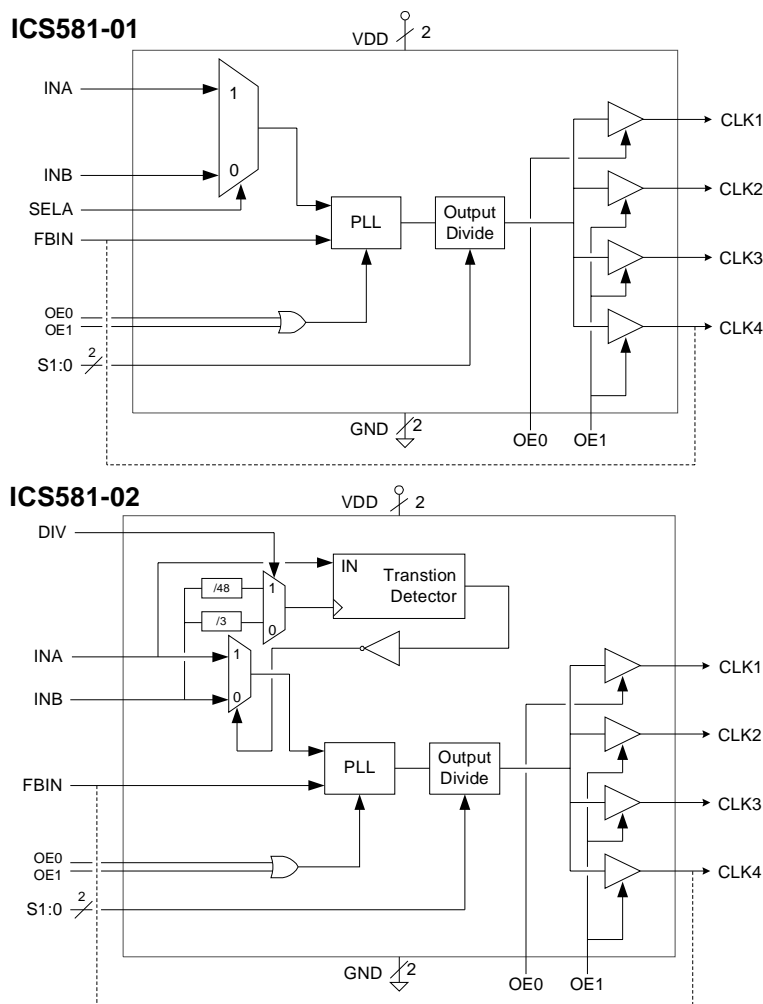 ICS581-01
VDD 2
INA
1
INB
0
SELA
FBIN
PLL
Output
Divide
OE0
OE1
2
S1:0
CLK1
CLK2
CLK3
CLK4
GND 2
OE0 OE1
ICS581-02
VDD 2
DIV
IN
Transtion
Detector
/48
1
/3
0
INA
1
INB
0
FBIN
PLL
Output
Divide
OE0
OE1
2
S1:0
CLK1
CLK2
CLK3
CLK4
GND 2
OE0 OE1